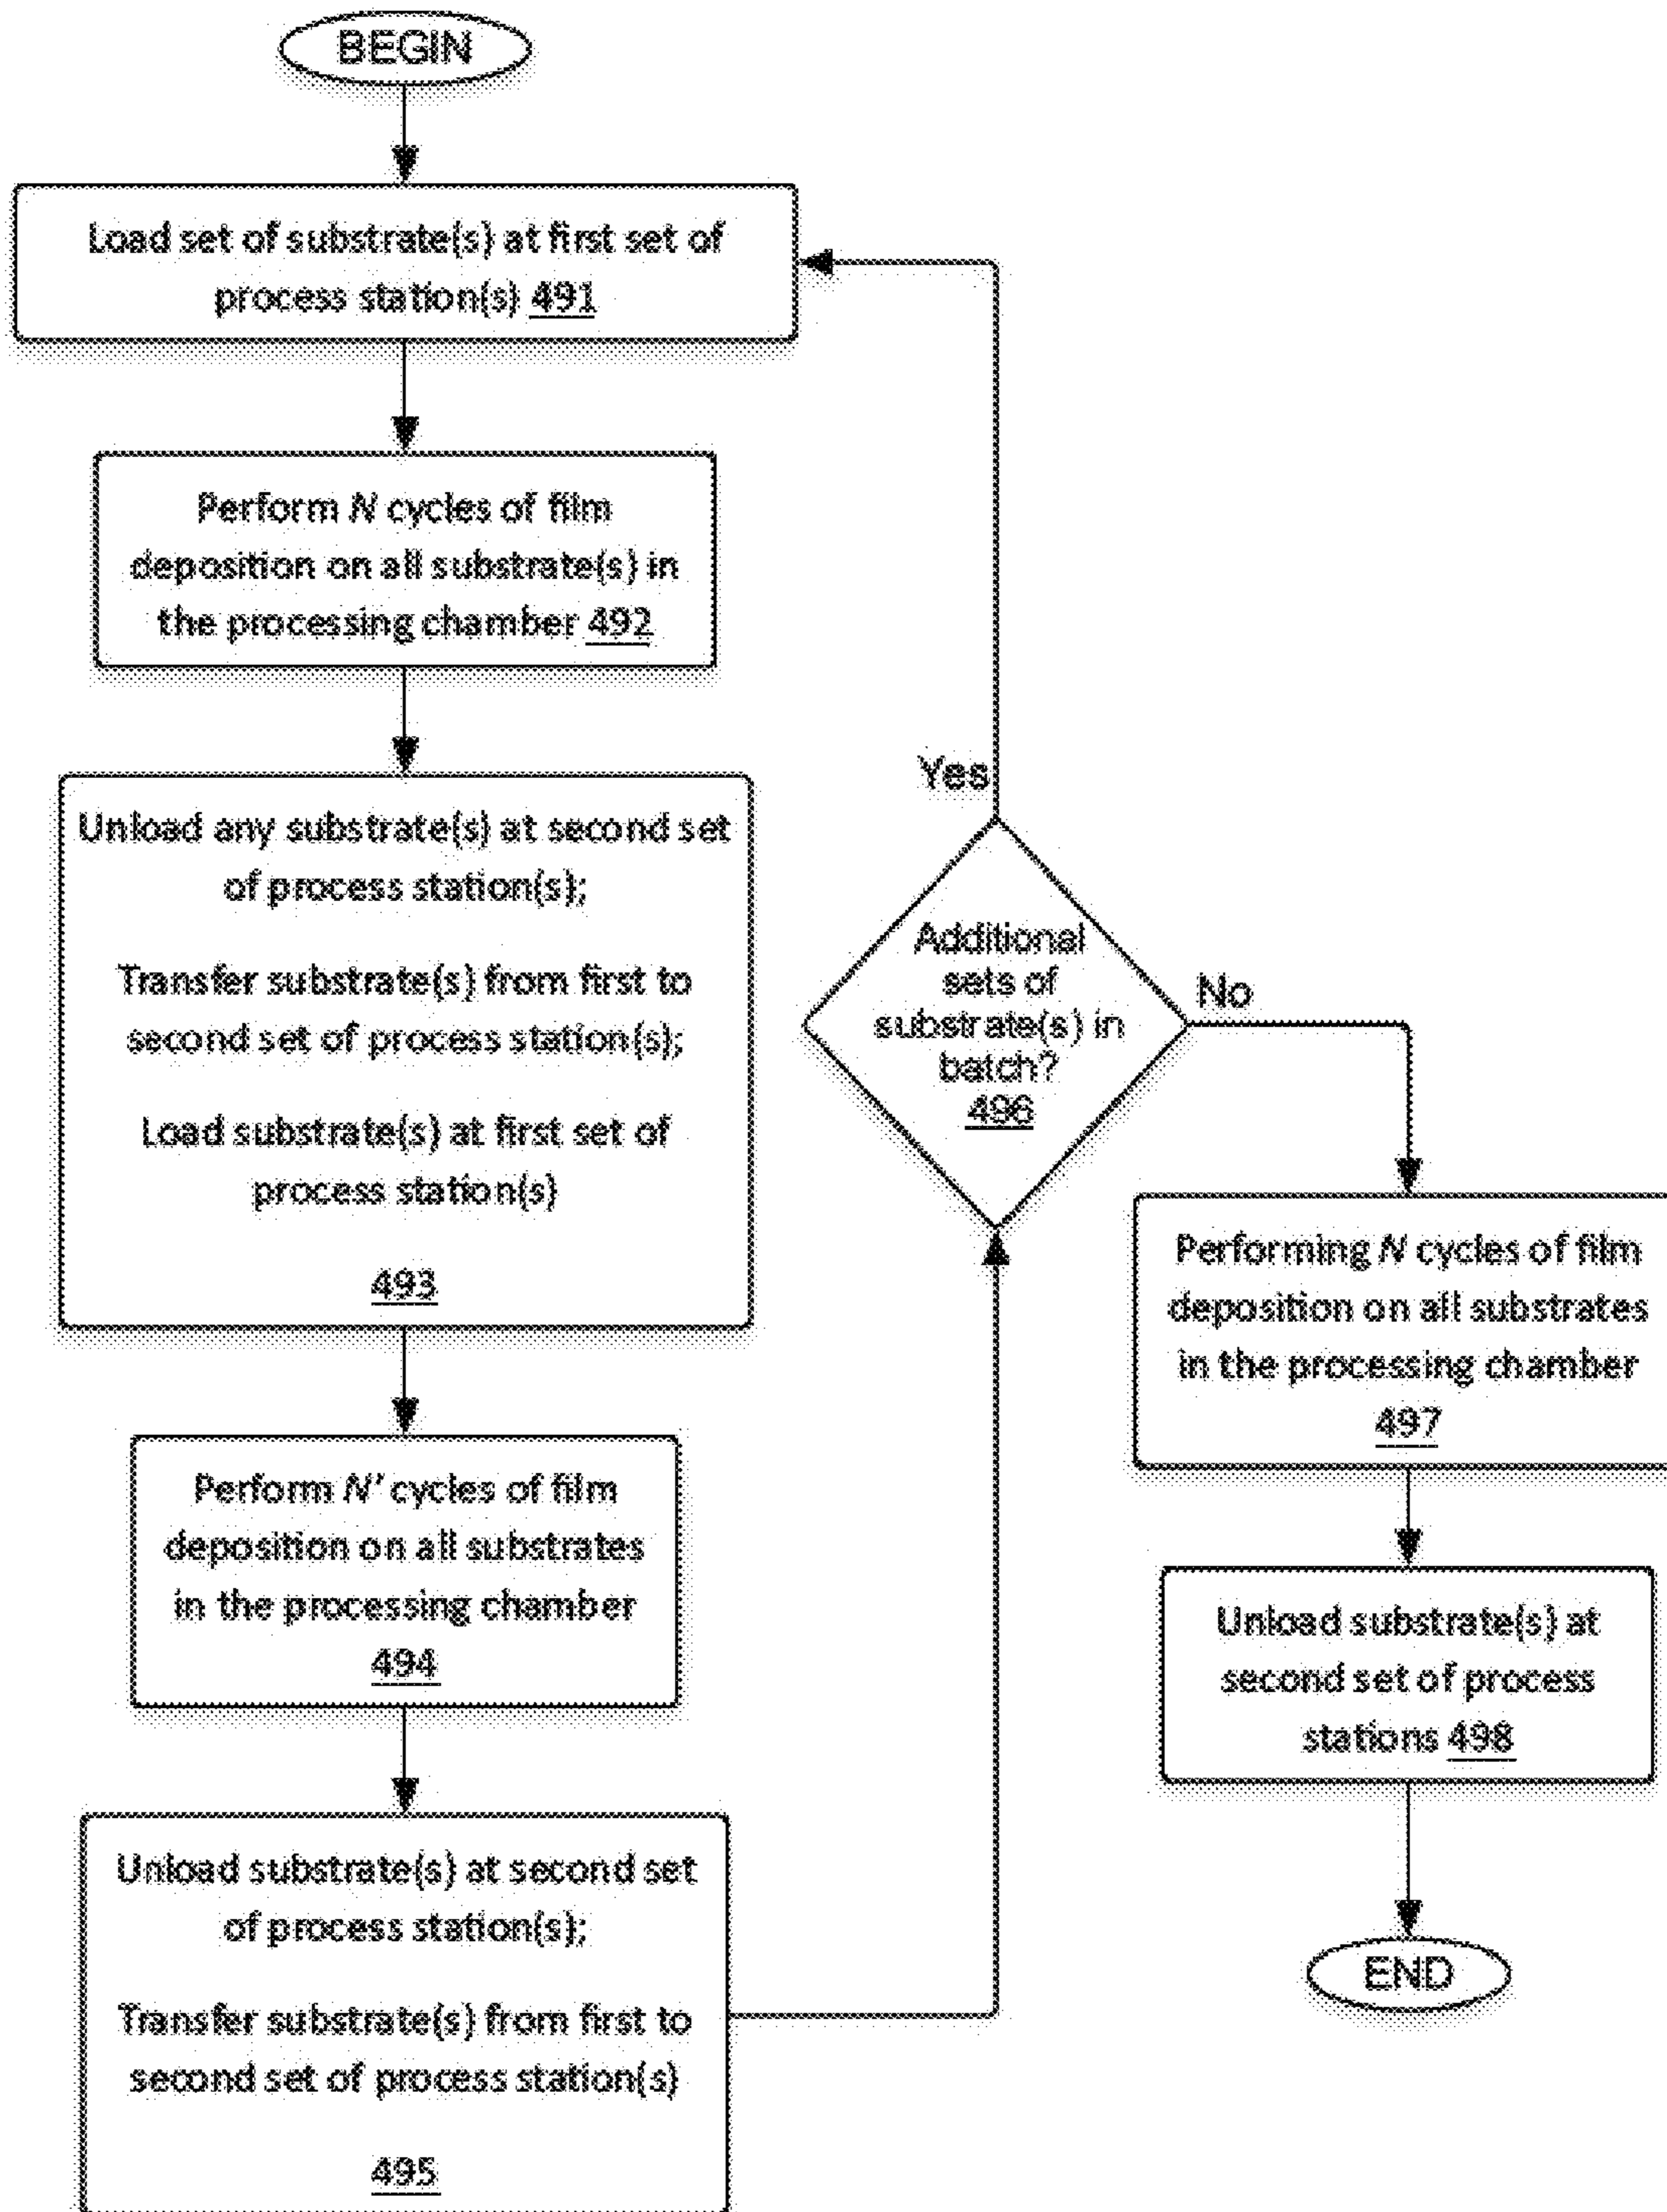 BEGIN
Load set of substrate(s) at first set of
process station(s) 491
Perform N cycles of film
deposition on all substrate(s) in
the processing chamber 492
Unload any substrate(s) at second set
of process station(s);
Transfer substrate(s) from first to
second set of process station(s);
Load substrate(s) at first set of
process station(s)
493
Perform N' cycles of film
deposition on all substrates
in the processing chamber
494
Unload substrate(s) at second set
of process station(s);
Transfer substrate(s) from first to
second set of process station(s)
495
Yes
Additional
sets of
substrate(s) in
batch?
496
No
Performing N cycles of film
deposition on all substrates
in the processing chamber
497
Unload substrate(s) at
second set of process
stations 498
END